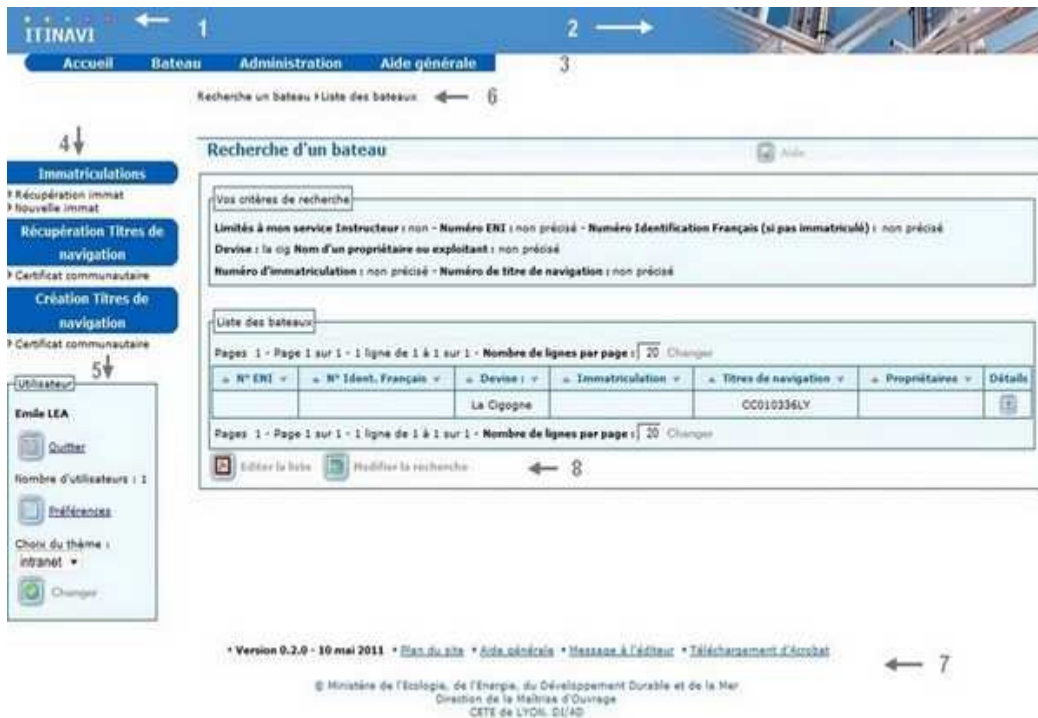 ITINAVI
1
2
3
Accueil Bateau Administration Aide générale
Recherche un bateau Liste des bateaux
6
4
Immatriculations
Récupération immat
Nouvelle immat
Récupération Titres de
navigation
Certificat communautaire
Création Titres de
navigation
Certificat communautaire
5
Utilisateur
Emile LEA
Quitter
Nombre d'utilisateurs : 1
Préférences
Choix du thème :
intranet
Changer
Recherche d'un bateau
Aide
Vos critères de recherche
Limités à mon service Instructeur : non - Numéro ENI : non précisé - Numéro Identification Français (si pas immatriculé) : non précisé
Devise : la cig Nom d'un propriétaire ou exploitant : non précisé
Numéro d'immatriculation : non précisé - Numéro de titre de navigation : non précisé
Liste des bateaux
Pages 1 - Page 1 sur 1 - 1 ligne de 1 à 1 sur 1 - Nombre de lignes par page : 20 Changer
N° ENI N° Ident. Français Devise : Immatriculation Titres de navigation Propriétaires Détails
La Cigogne CC010336LY
Pages 1 - Page 1 sur 1 - 1 ligne de 1 à 1 sur 1 - Nombre de lignes par page : 20 Changer
Editer la liste Modifier la recherche
8
• Version 0.2.0 - 10 mai 2011 • Plan du site • Aide générale • Message à l'éditeur • Téléchargement d'Acrobat
7
© Ministère de l'Ecologie, de l'Energie, du Développement Durable et de la Mer
Direction de la Maîtrise d'Ouvrage
CETE de LYON. DI/AD